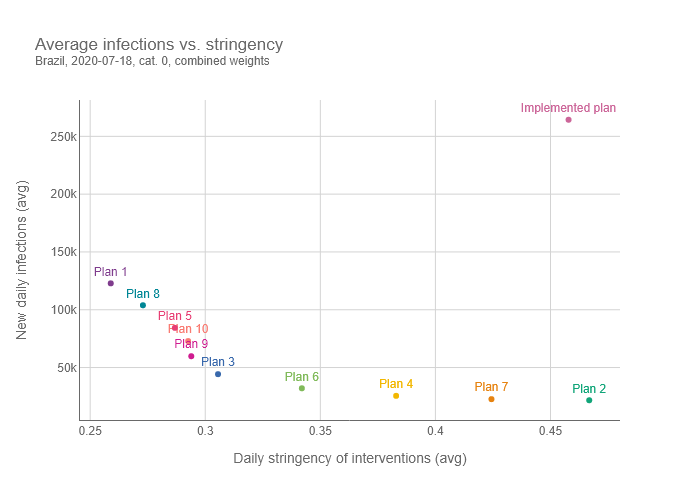 Average infections vs. stringency
Brazil, 2020-07-18, cat. 0, combined weights
New daily infections (avg)
250k
200k
150k
100k
50k
Implemented plan
Plan 1
Plan 8
Plan 5
Plan 10
Plan 9
Plan 3
Plan 6
Plan 4
Plan 7
Plan 2
0.25
0.3
0.35
0.4
0.45
Daily stringency of interventions (avg)